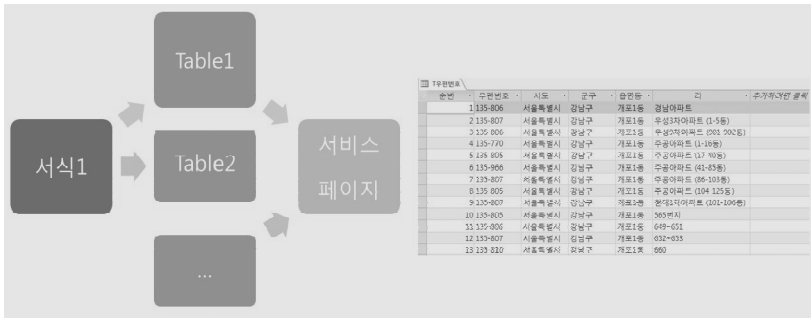 서식1
Table1
Table2
...
서비스
페이지
T우편번호
순번 우편번호 시도 군구 읍면동 리 추가하려면 클릭
1 135-806 서울특별시 강남구 개포1동 경남아파트
2 135-807 서울특별시 강남구 개포1동 우성3차아파트 (1-5동)
3 135-806 서울특별시 강남구 개포1동 우성9차아파트 (901-902동)
4 135-770 서울특별시 강남구 개포1동 주공아파트 (1-16동)
5 135-805 서울특별시 강남구 개포1동 주공아파트 (17-40동)
6 135-966 서울특별시 강남구 개포1동 주공아파트 (41-85동)
7 135-807 서울특별시 강남구 개포1동 주공아파트 (86-103동)
8 135-805 서울특별시 강남구 개포1동 주공아파트 (104-125동)
9 135-807 서울특별시 강남구 개포1동 현대1차아파트 (101-106동)
10 135-805 서울특별시 강남구 개포1동 565번지
11 135-806 서울특별시 강남구 개포1동 649~651
12 135-807 서울특별시 강남구 개포1동 652~653
13 135-810 서울특별시 강남구 개포1동 660